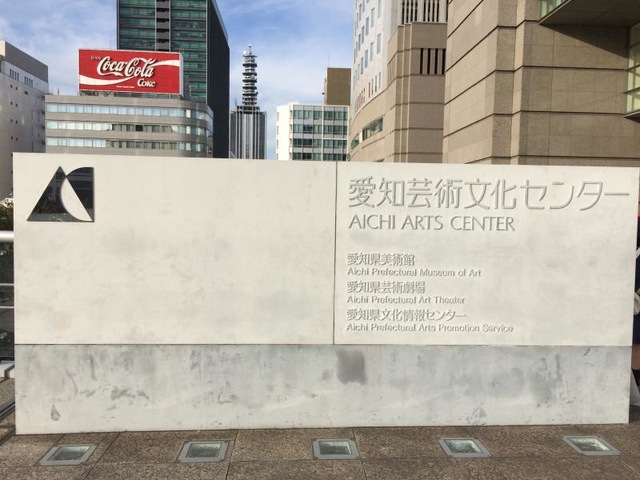 Coca-Cola
Coke
愛知芸術文化センター
AICHI ARTS CENTER
愛知県美術館
Aichi Prefectural Museum of Art
愛知県芸術劇場
Aichi Prefectural Art Theater
愛知県文化情報センター
Aichi Prefectural Arts Promotion Service